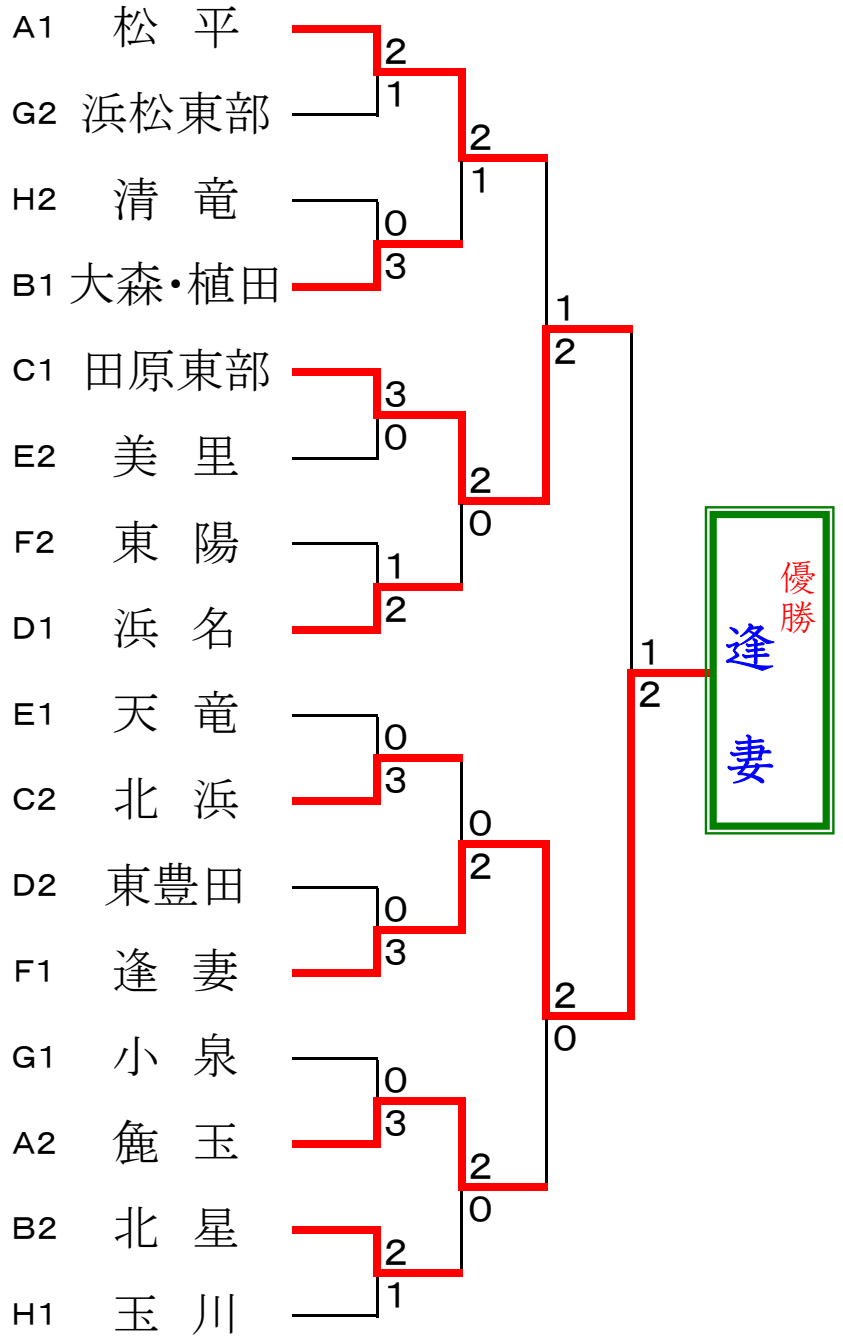 A1 松 平
2
1
G2 浜松東部
2
1
H2 清 竜
0
3
B1 大森・植田
1
2
C1 田原東部
3
0
E2 美 里
2
0
F2 東 陽
1
2
D1 浜 名
優勝
逢 妻
1
2
E1 天 竜
0
3
C2 北 浜
0
2
D2 東豊田
0
3
F1 逢 妻
2
0
G1 小 泉
0
3
A2 麁 玉
2
0
B2 北 星
2
1
H1 玉 川